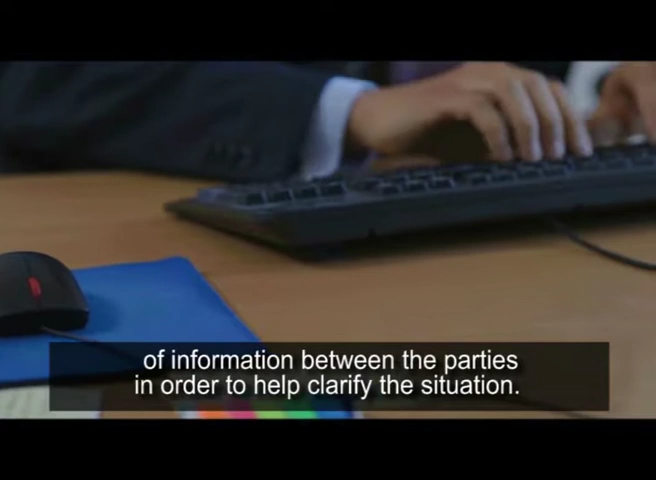 of information between the parties
in order to help clarify the situation.